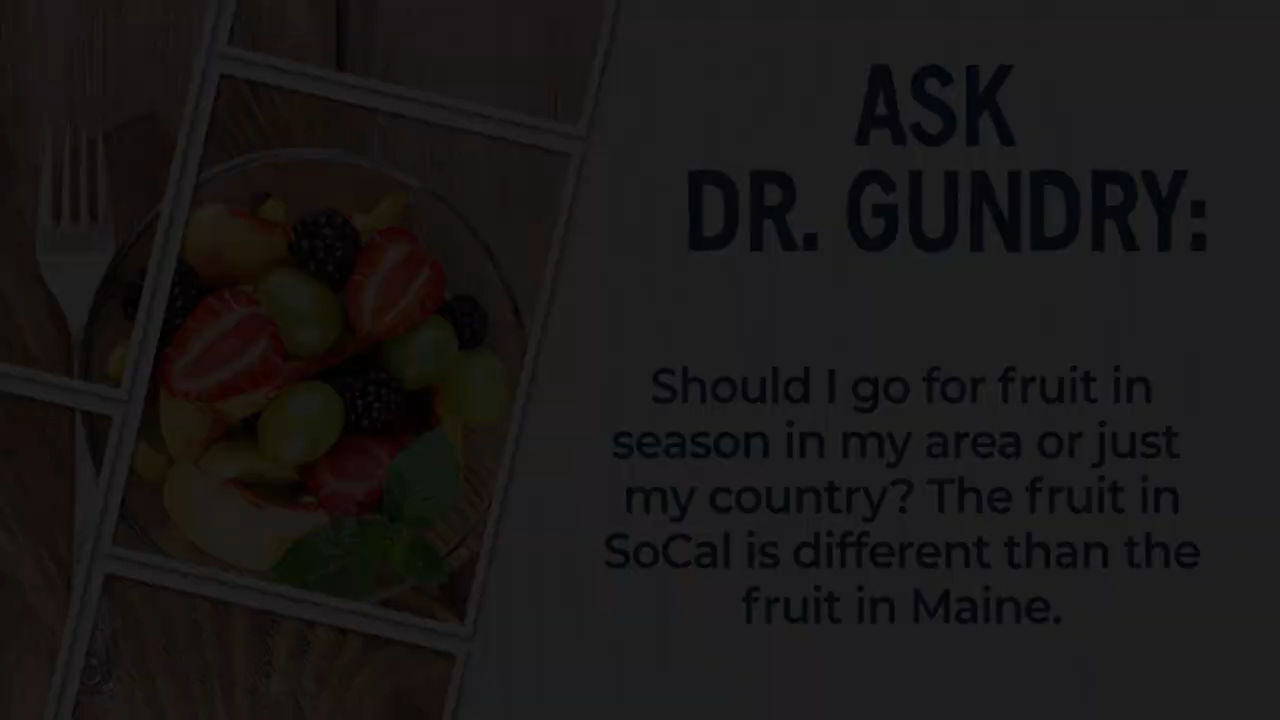 ASK
DR. GUNDRY:
Should I go for fruit in
season in my area or just
my country? The fruit in
SoCal is different than the
fruit in Maine.